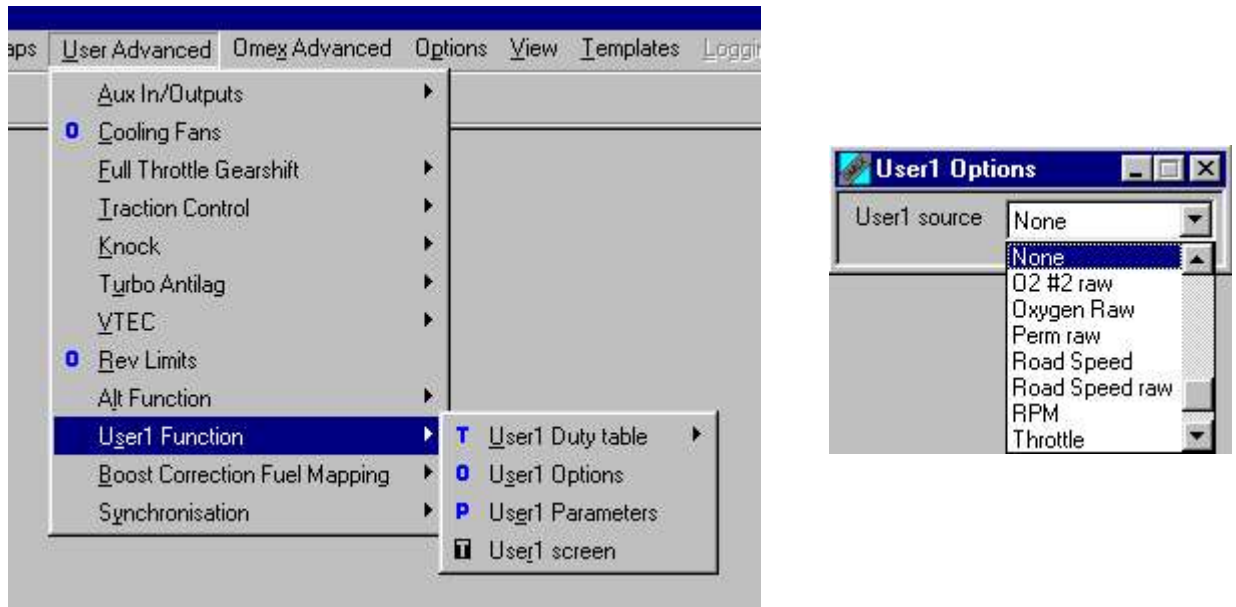 aps User Advanced Omex Advanced Options View Templates Loggin
Aux In/Outputs
O Cooling Fans
Full Throttle Gearshift
Traction Control
Knock
Turbo Antilag
VTEC
O Rev Limits
Alt Function
User1 Function
Boost Correction Fuel Mapping
Synchronisation
T User1 Duty table
O User1 Options
P User1 Parameters
T User1 screen
User1 Options
User1 source None
None
O2 #2 raw
Oxygen Raw
Perm raw
Road Speed
Road Speed raw
RPM
Throttle